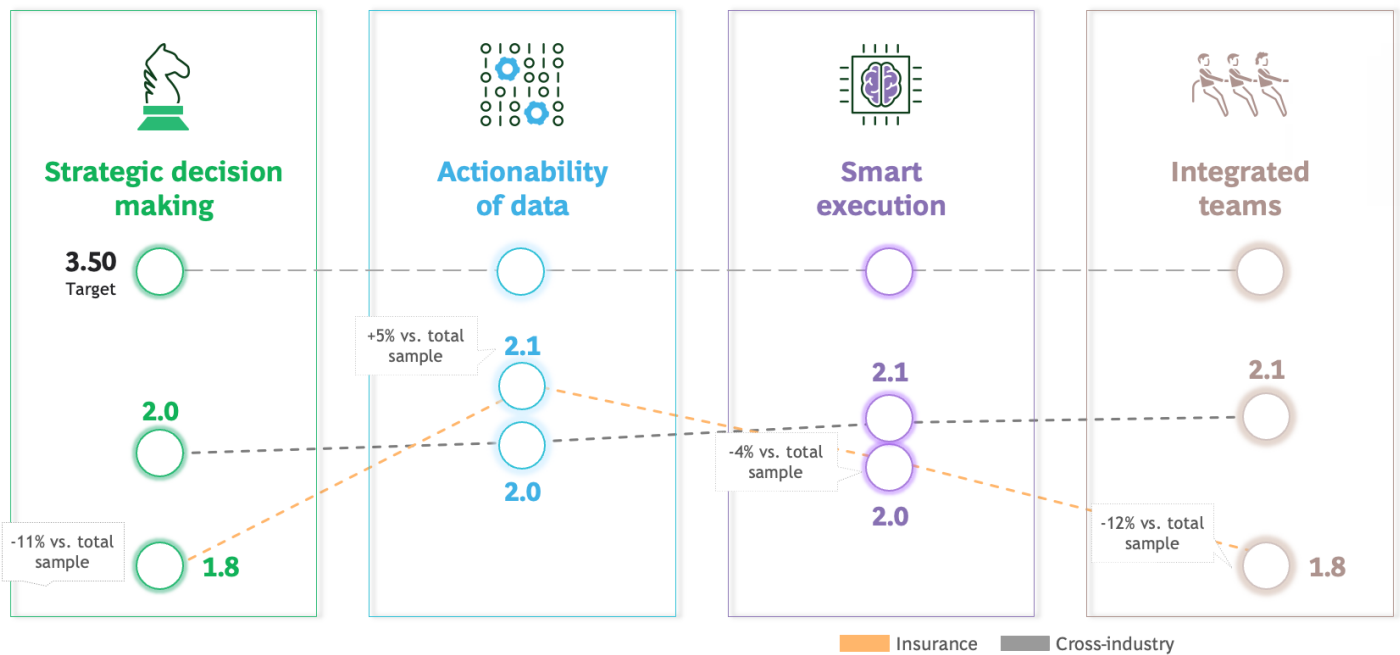 Strategic decision
making
3.50
Target
2.0
-11% vs. total
sample
1.8
Actionability
of data
+5% vs. total
sample
2.1
2.0
Smart
execution
2.1
-4% vs. total
sample
2.0
Integrated
teams
2.1
-12% vs. total
sample
1.8
Insurance
Cross-industry